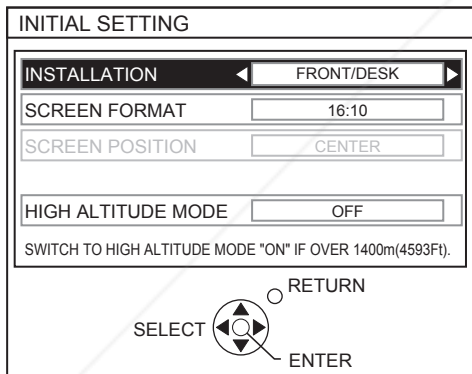 INITIAL SETTING
INSTALLATION FRONT/DESK
SCREEN FORMAT 16:10
SCREEN POSITION CENTER
HIGH ALTITUDE MODE OFF
SWITCH TO HIGH ALTITUDE MODE "ON" IF OVER 1400m(4593Ft).
RETURN
SELECT
ENTER